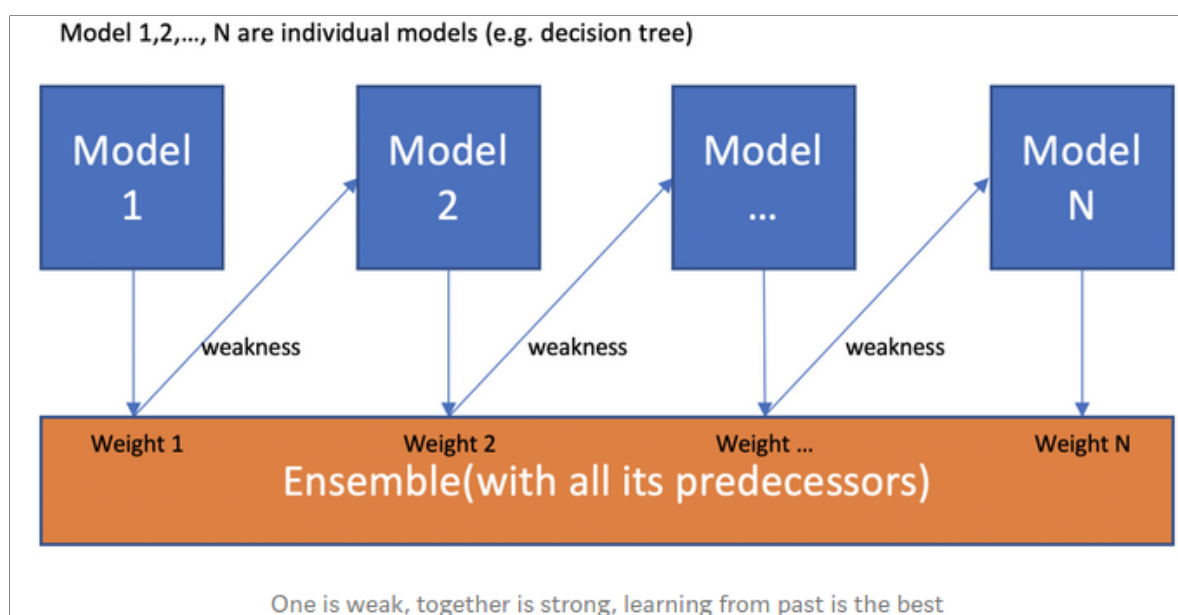 Model 1,2,..., N are individual models (e.g. decision tree)
Model
1
Model
2
Model
...
Model
N
weakness
weakness
weakness
Weight 1
Weight 2
Weight ...
Weight N
Ensemble(with all its predecessors)
One is weak, together is strong, learning from past is the best